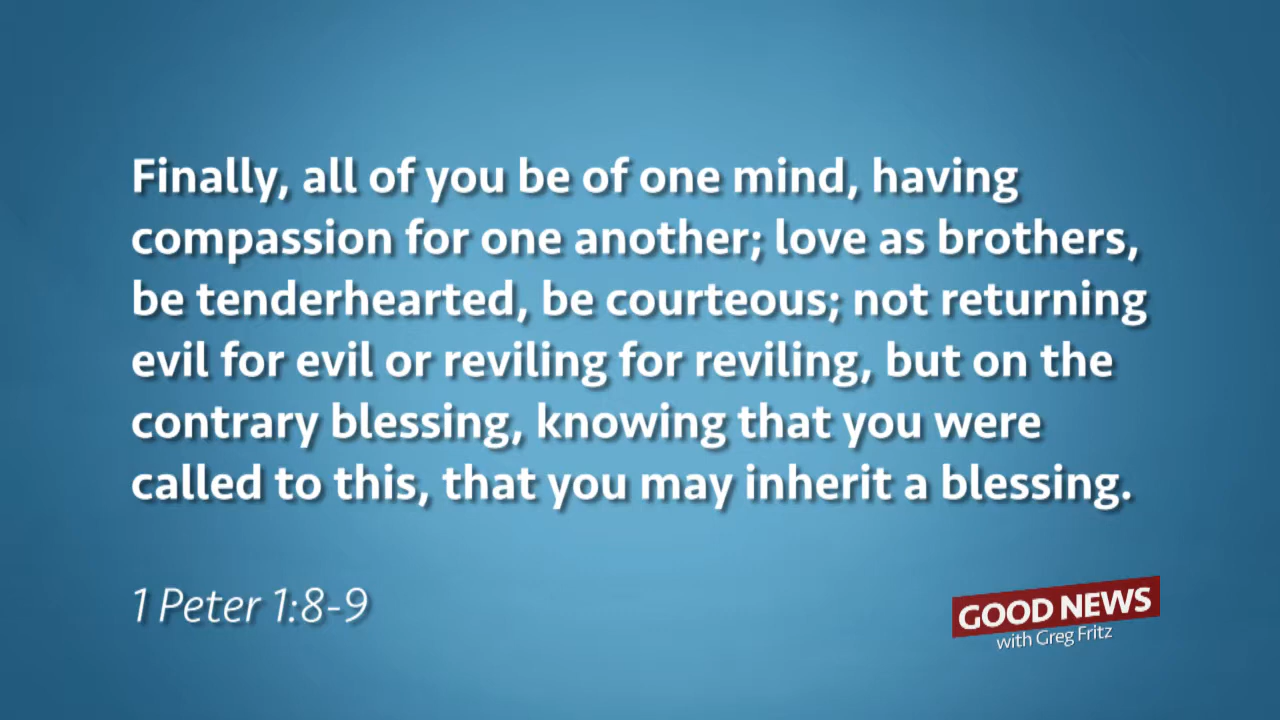 Finally, all of you be of one mind, having
compassion for one another; love as brothers,
be tenderhearted, be courteous; not returning
evil for evil or reviling for reviling, but on the
contrary blessing, knowing that you were
called to this, that you may inherit a blessing.
1 Peter 1:8-9
GOOD NEWS
with Greg Fritz